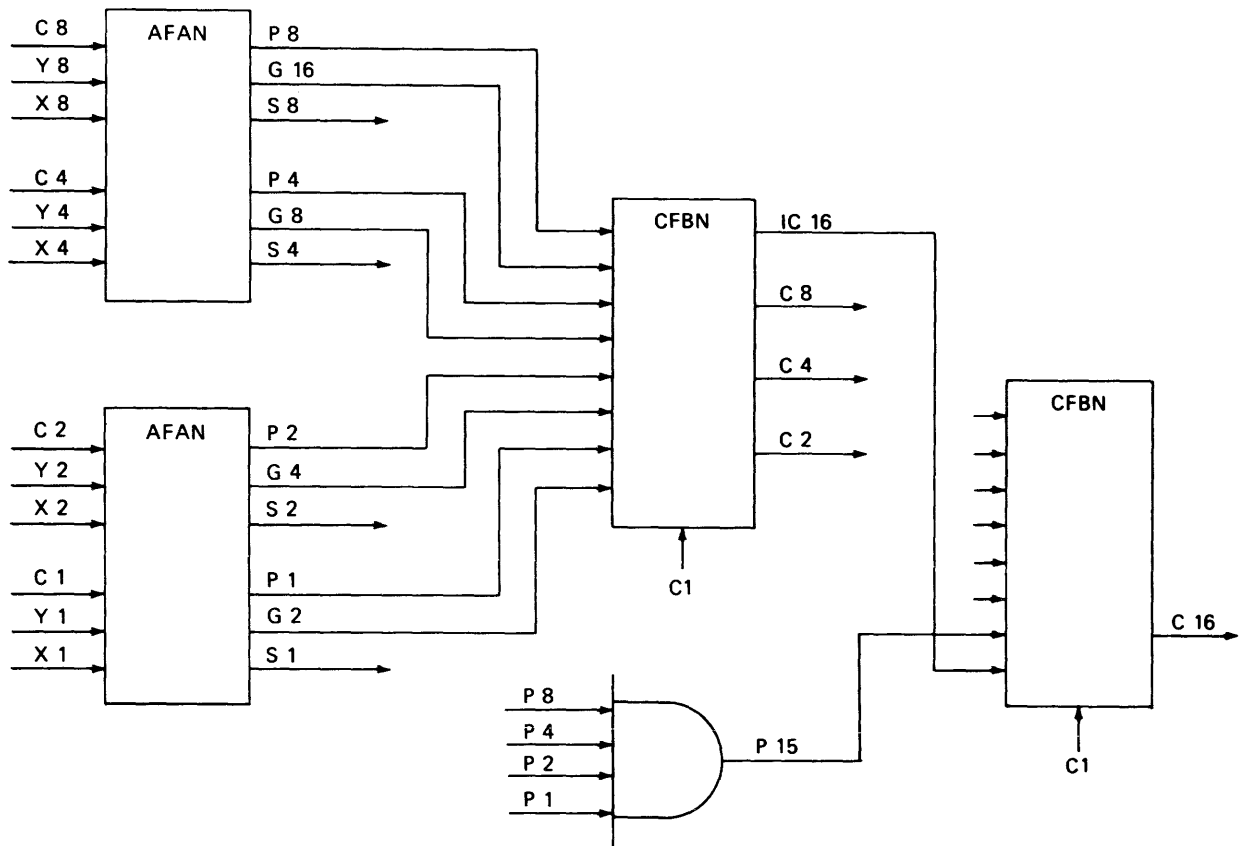 C 8
Y 8
X 8
C 4
Y 4
X 4
AFAN
P 8
G 16
S 8
P 4
G 8
S 4
C 2
Y 2
X 2
C 1
Y 1
X 1
AFAN
P 2
G 4
S 2
P 1
G 2
S 1
CFBN
IC 16
C 8
C 4
C 2
C1
P 8
P 4
P 2
P 1
P 15
CFBN
C 16
C1